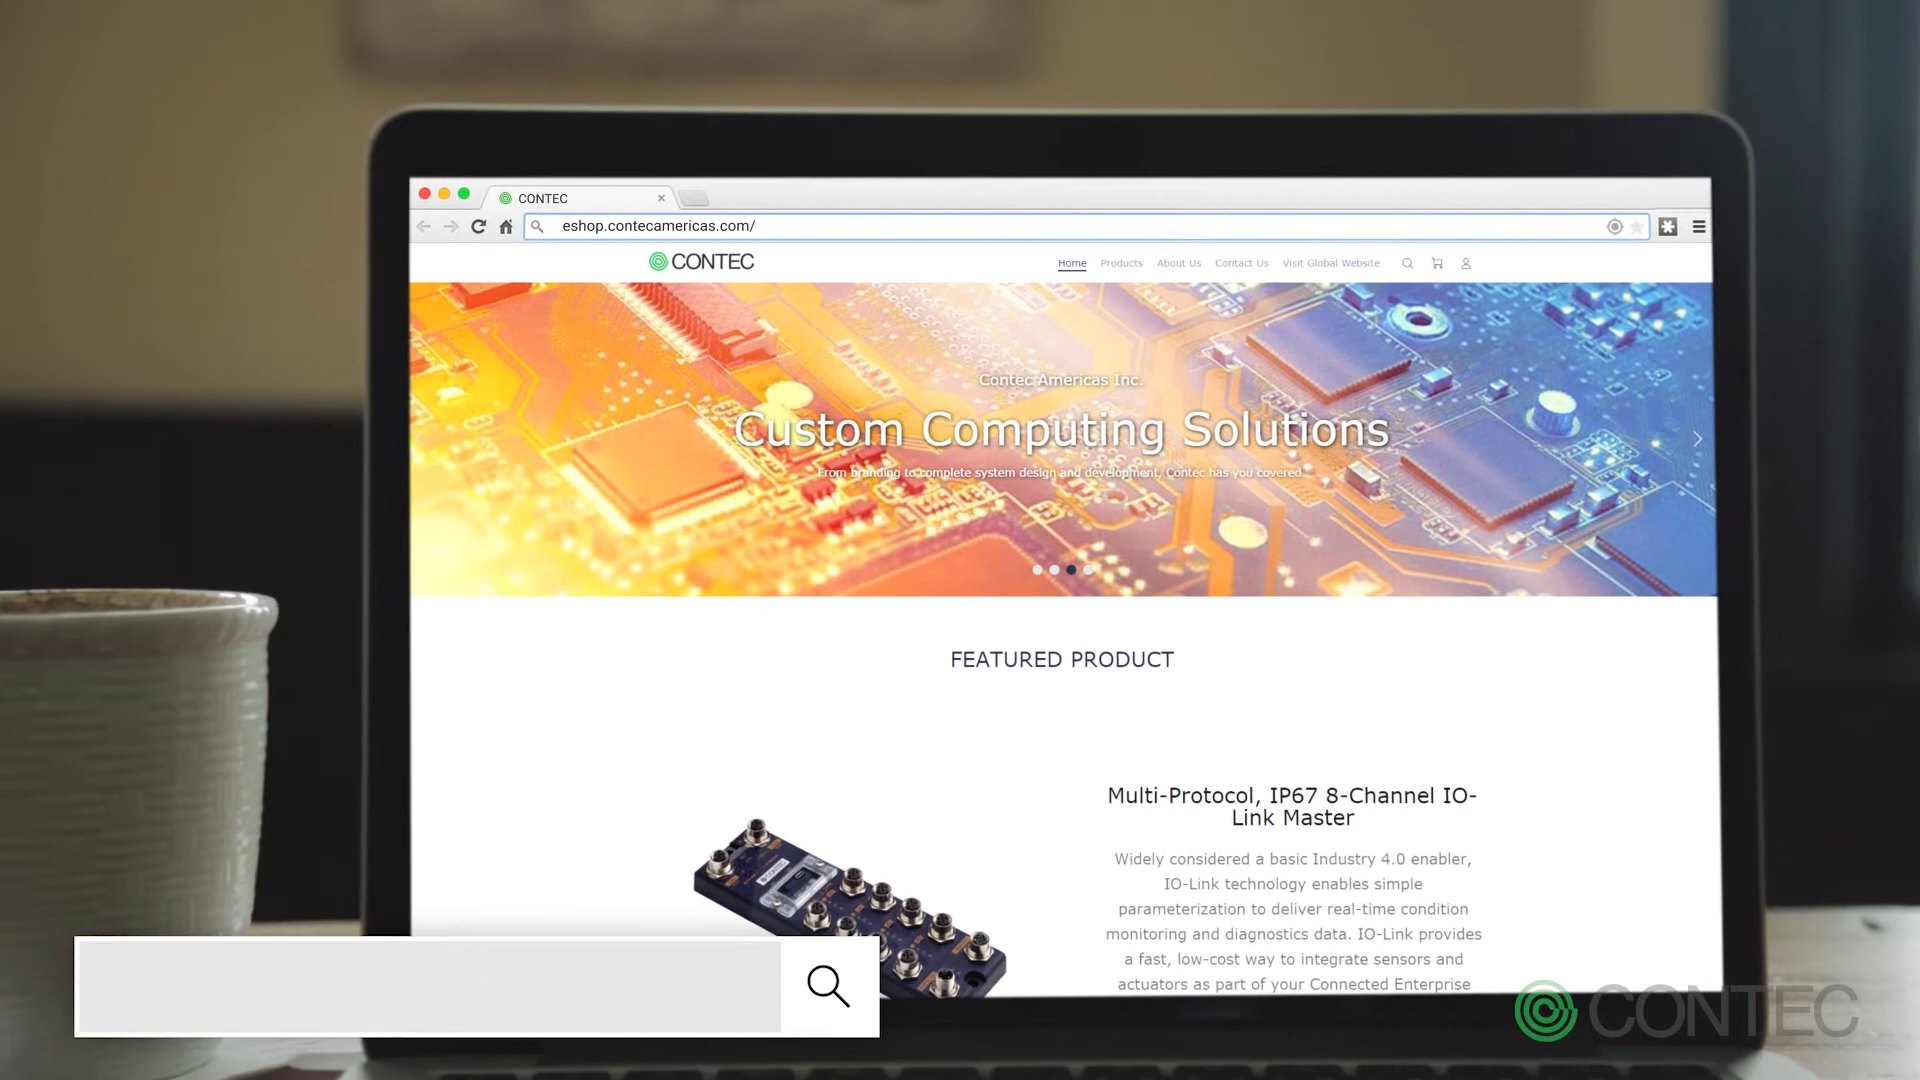 CONTEC
eshop.contecamericas.com/
CONTEC
Home Products About Us Contact Us Visit Global Website
Contec Americas Inc.
Custom Computing Solutions
From branding to complete system design and development, Contec has you covered.
FEATURED PRODUCT
Multi-Protocol, IP67 8-Channel IO-
Link Master
Widely considered a basic Industry 4.0 enabler,
IO-Link technology enables simple
parameterization to deliver real-time condition
monitoring and diagnostics data. IO-Link provides
a fast, low-cost way to integrate sensors and
actuators as part of your Connected Enterprise
CONTEC
CONTEC